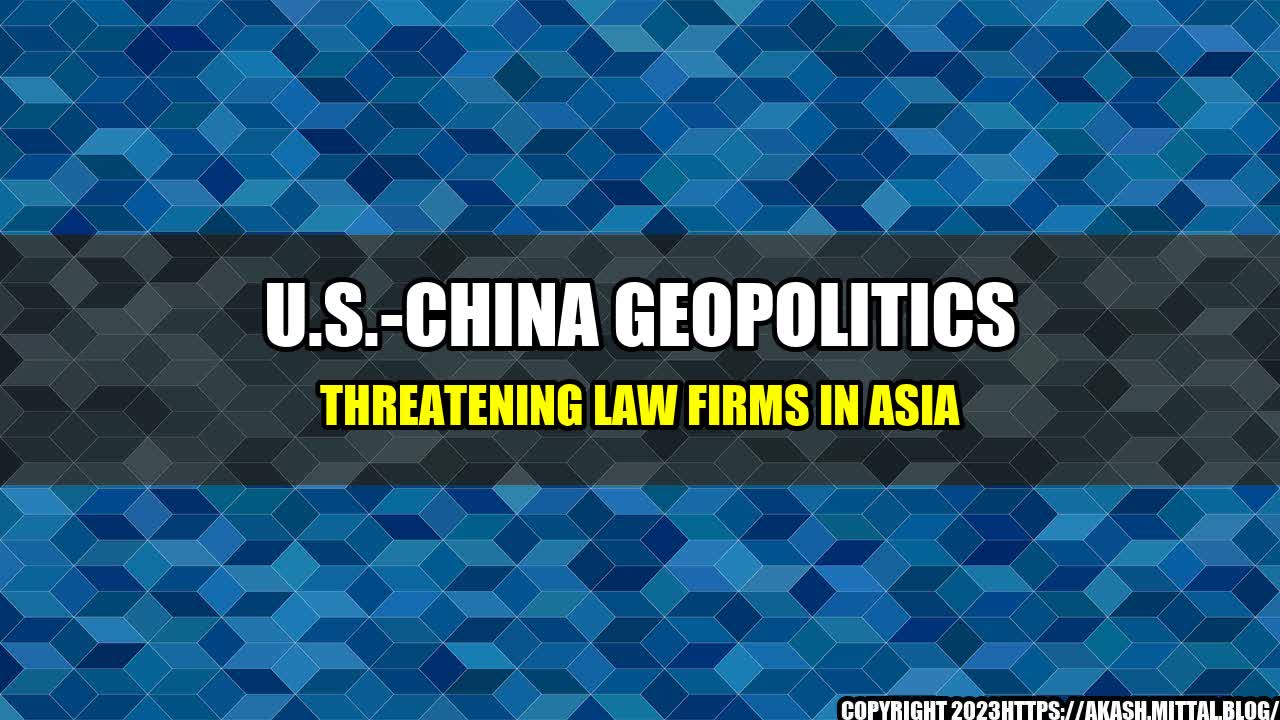 U.S.-CHINA GEOPOLITICS
THREATENING LAW FIRMS IN ASIA
COPYRIGHT 2023HTTPS://AKASH.MITTAL.BLOG/